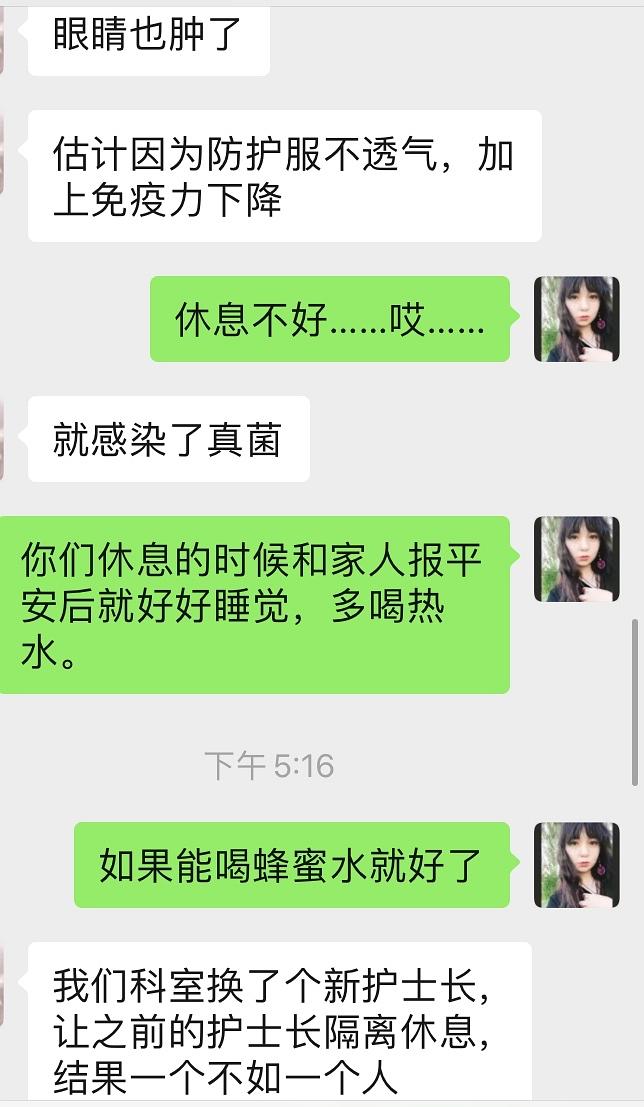 眼睛也肿了
估计因为防护服不透气，加
上免疫力下降
休息不好……哎……
就感染了真菌
你们休息的时候和家人报平
安后就好好睡觉，多喝热
水。
下午 5:16
如果能喝蜂蜜水就好了
我们科室换了个新护士长，
让之前的护士长隔离休息，
结果一个不如一个人